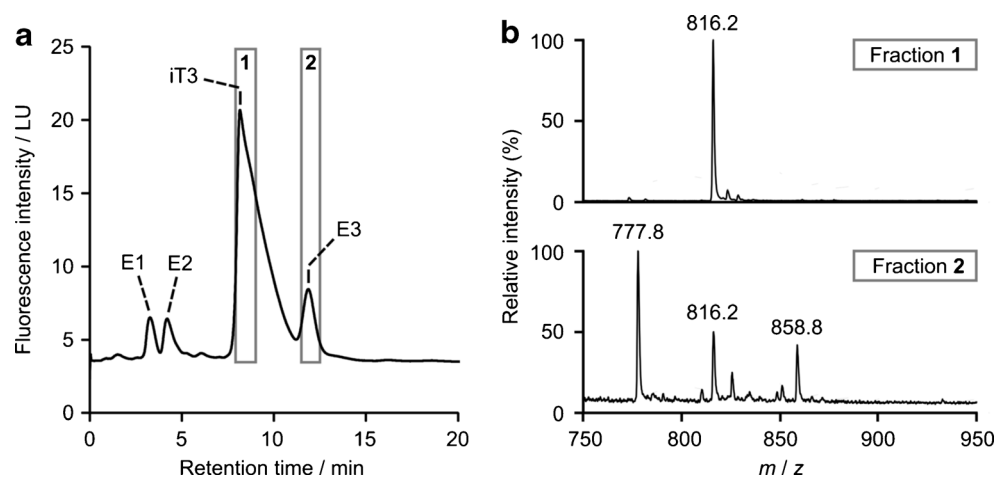 a
25
20
15
10
5
0
Fluorescence intensity / LU
iT3
1
2
E1
E2
E3
0 5 10 15 20
Retention time / min
b
816.2
100
50
0
Fraction 1
Relative intensity (%)
777.8
100
50
0
816.2
858.8
Fraction 2
750 800 850 900 950
m / z